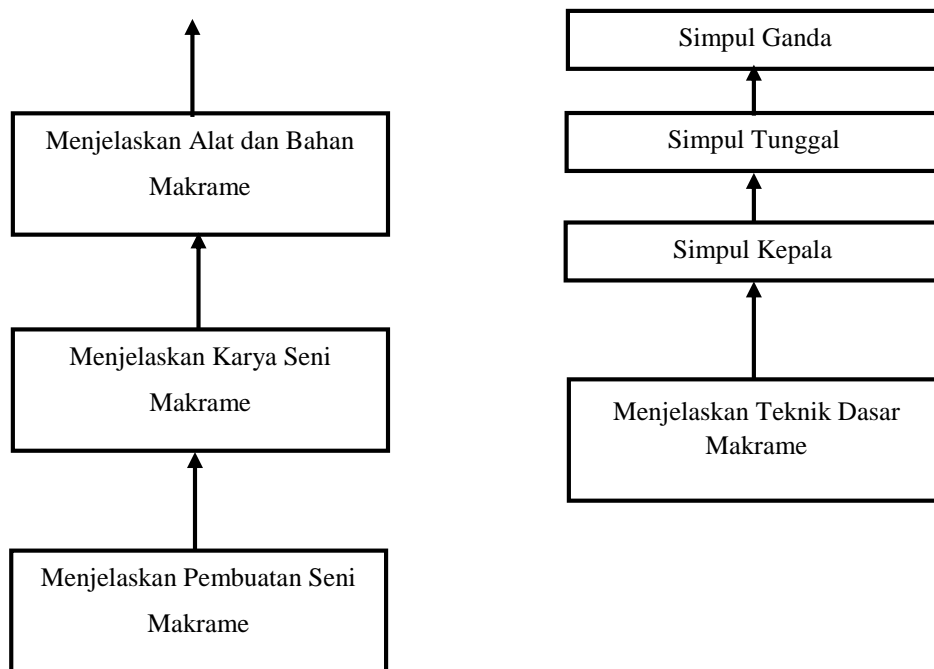 Menjelaskan Alat dan Bahan
Makrame
Menjelaskan Karya Seni
Makrame
Menjelaskan Pembuatan Seni
Makrame
Simpul Ganda
Simpul Tunggal
Simpul Kepala
Menjelaskan Teknik Dasar
Makrame